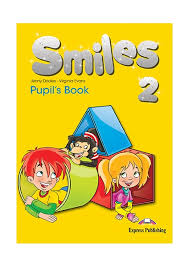 Smiles 2
Jenny Dooley - Virginia Evans
Pupil's Book
Express Publishing